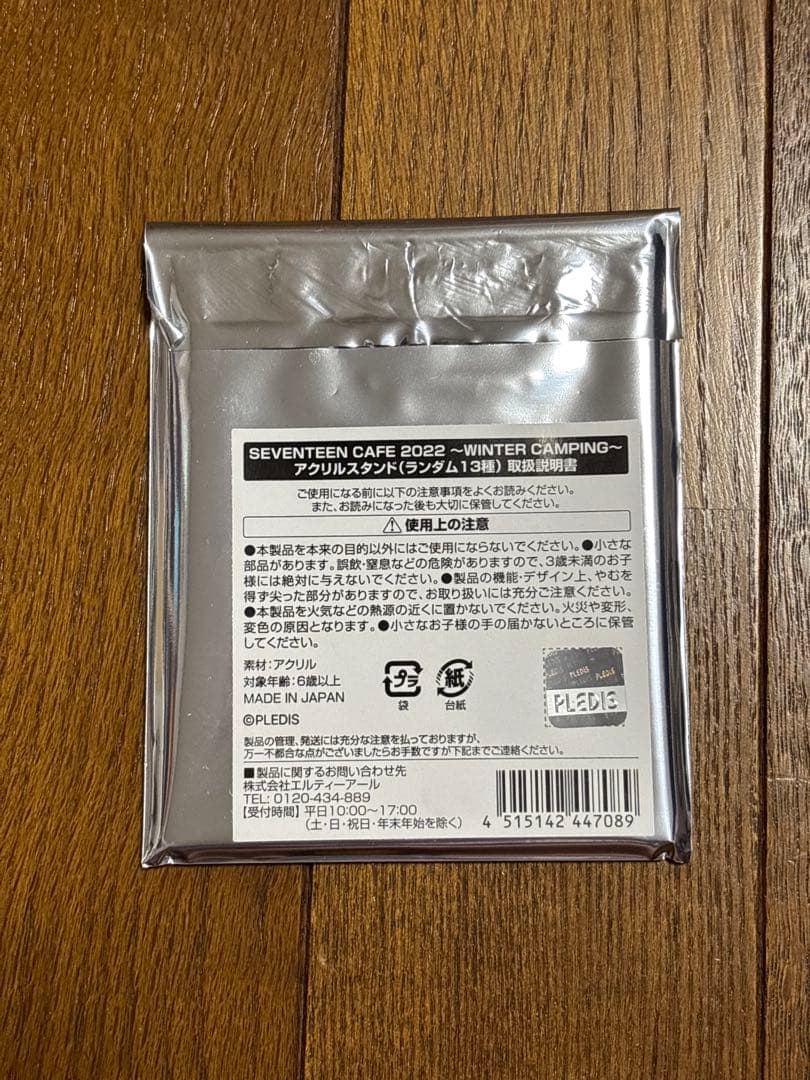 SEVENTEEN CAFE 2022 ～WINTER CAMPING～
アクリルスタンド(ランダム13種) 取扱説明書
ご使用になる前に以下の注意事項をよくお読みください。
また、お読みになった後も大切に保管してください。
⚠使用上の注意
●本製品を本来の目的以外にはご使用にならないでください。●小さな
部品があります。誤飲・窒息などの危険がありますので、3歳未満のお子
様には絶対に与えないでください。●製品の機能・デザイン上、やむを
得ず尖った部分がありますので、お取り扱いには充分ご注意ください。
●本製品を火気などの熱源の近くに置かないでください。火災や変形、
変色の原因となります。●小さなお子様の手の届かないところに保管
してください。
素材:アクリル
対象年齢:6歳以上
MADE IN JAPAN
©PLEDIS
プラ
袋
紙
台紙
PLEDIS
PLEDIS
PLEDIS
製品の管理、発送には充分な注意を払っておりますが、
万一不都合な点がございましたらお手数ですが下記までご連絡ください。
■製品に関するお問い合わせ先
株式会社エルティーアール
TEL: 0120-434-889
【受付時間】平日10:00～17:00
(土・日・祝日・年末年始を除く)
4 515142 447089